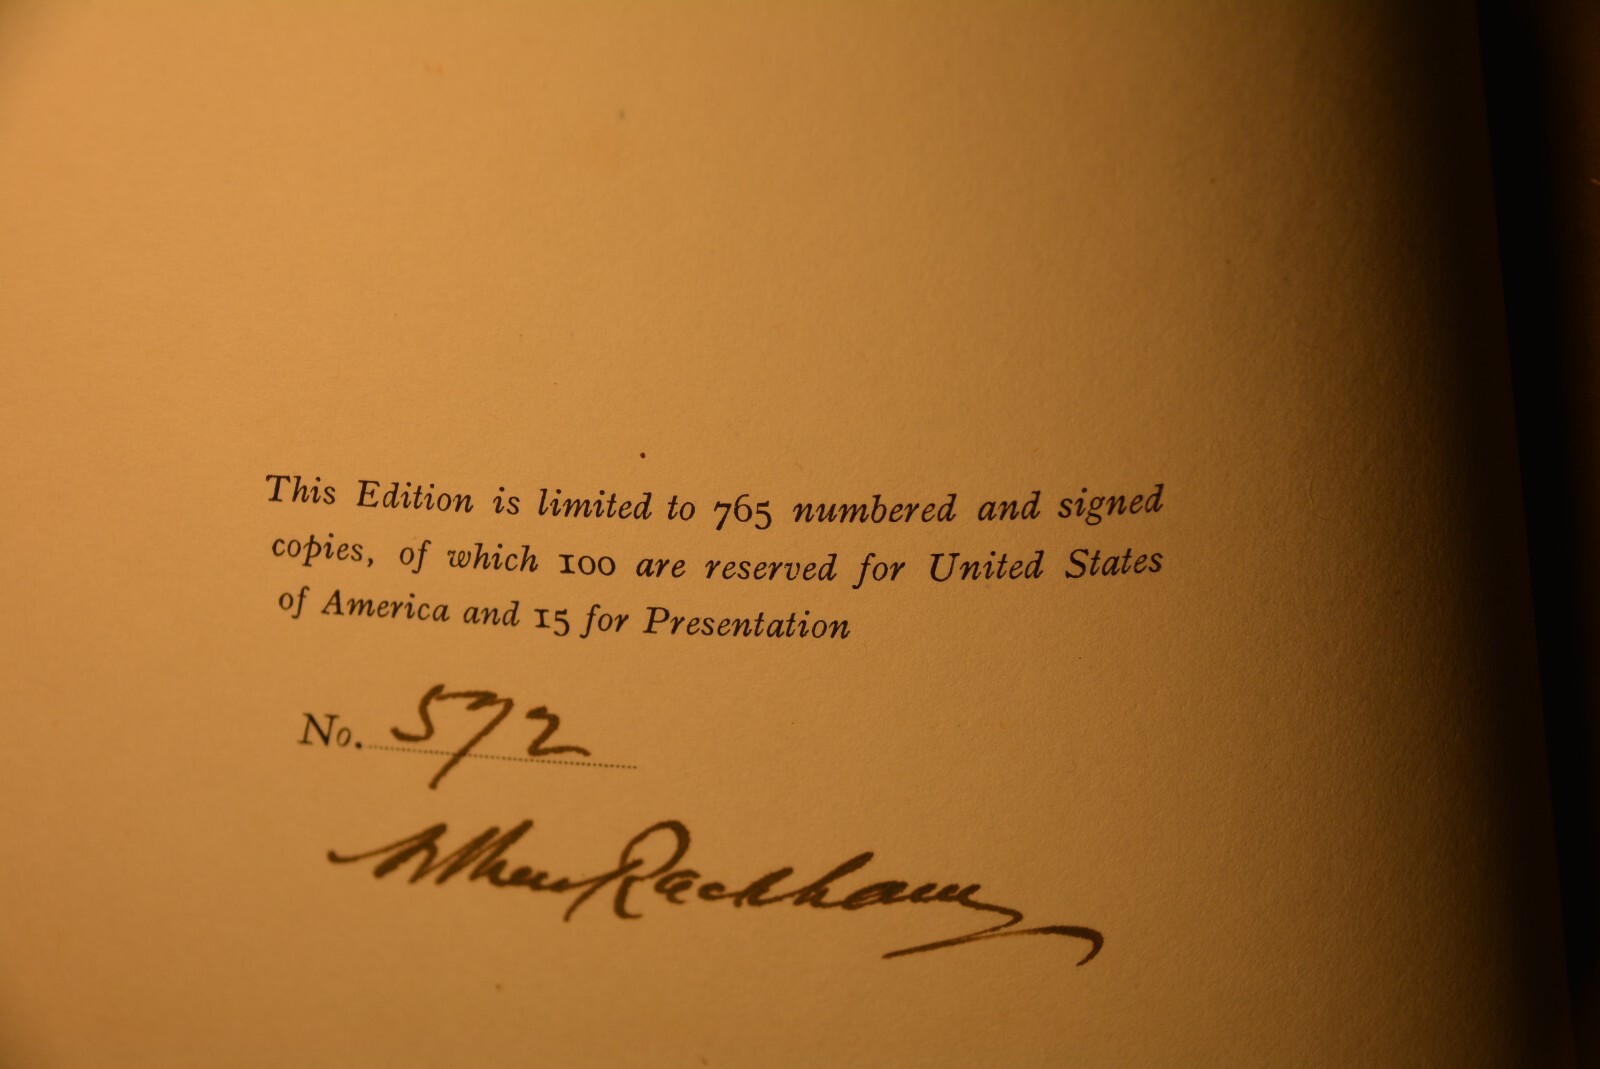 This Edition is limited to 765 numbered and signed
copies, of which 100 are reserved for United States
of America and 15 for Presentation
No. 572
Arthur Rackham